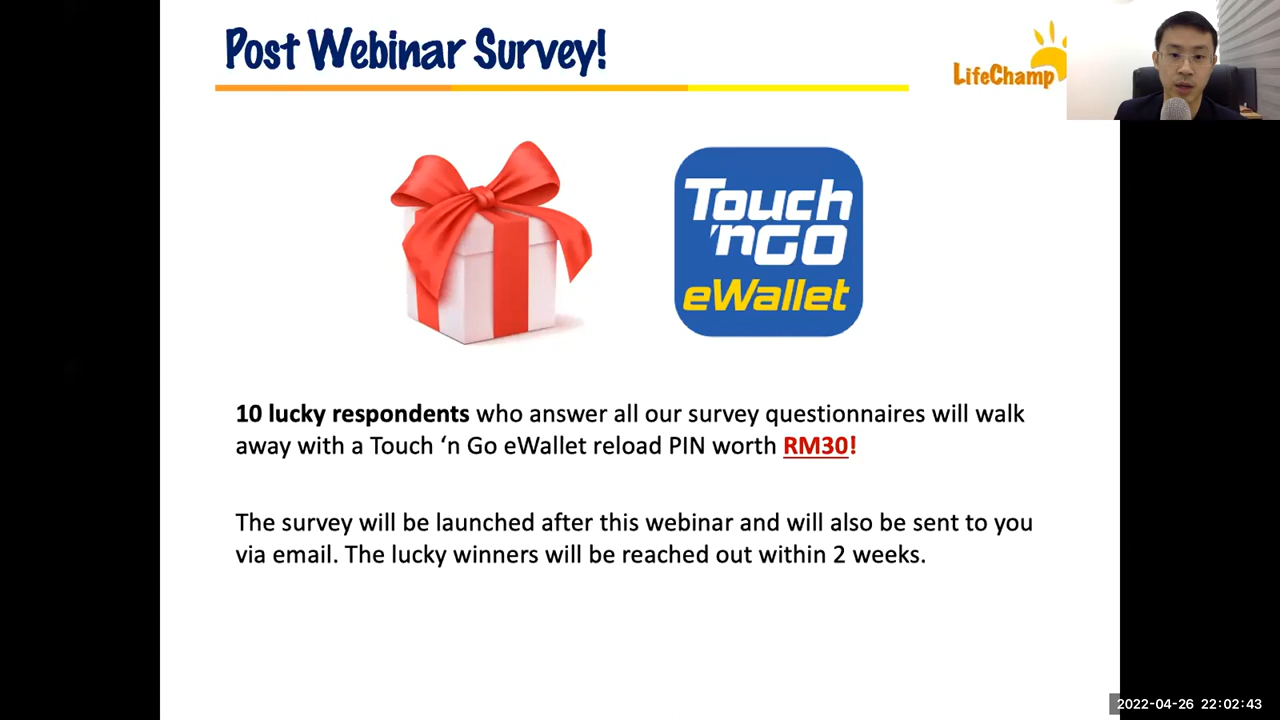 Post Webinar Survey!
LifeChamp
Touch
'nGO
eWallet
10 lucky respondents who answer all our survey questionnaires will walk
away with a Touch ‘n Go eWallet reload PIN worth RM30!
The survey will be launched after this webinar and will also be sent to you
via email. The lucky winners will be reached out within 2 weeks.
2022-04-26 22:02:43